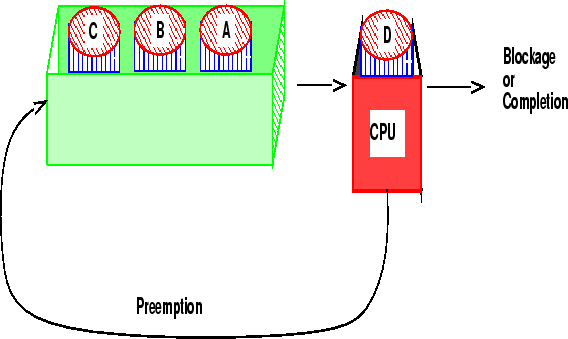 C B A D
Blockage
or
Completion
CPU
Preemption